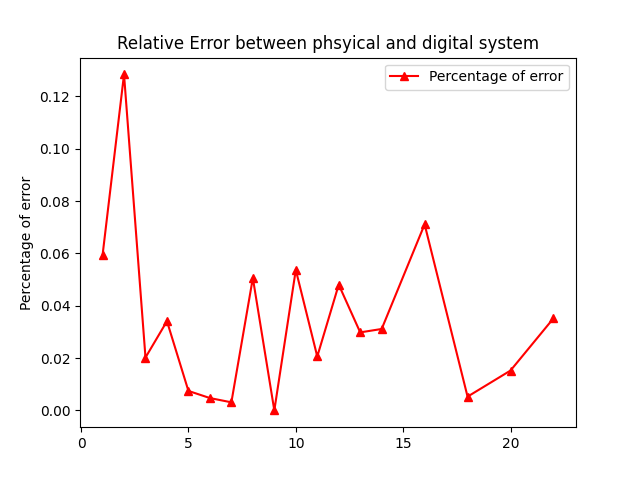 Relative Error between phsyical and digital system
Percentage of error
Percentage of error
0.12
0.10
0.08
0.06
0.04
0.02
0.00
0 5 10 15 20